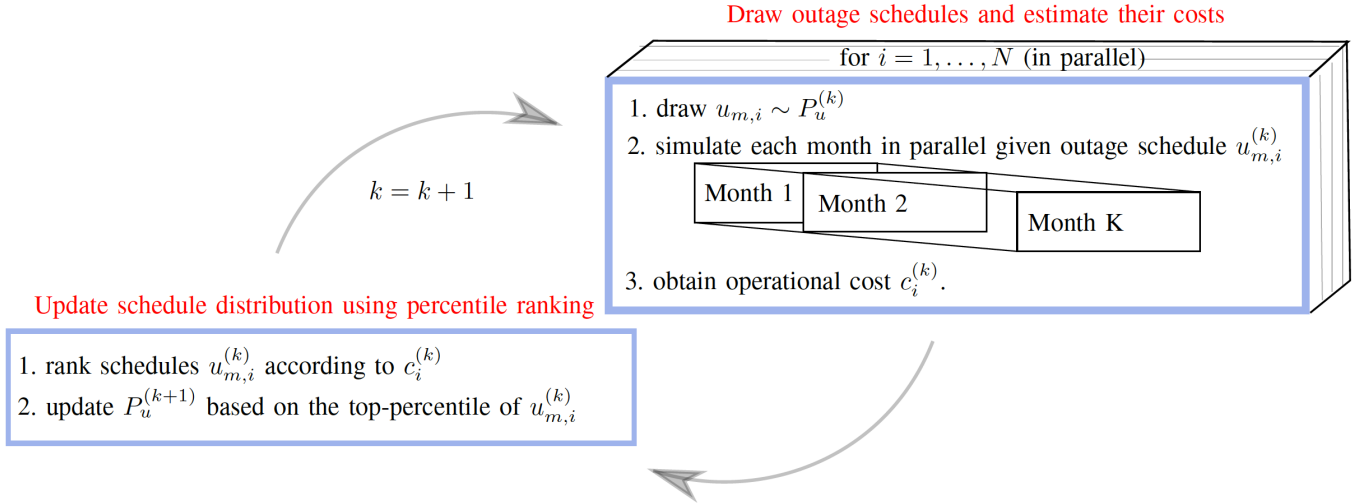 Draw outage schedules and estimate their costs
for $i = 1, \ldots, N$ (in parallel)
1. draw $u_{m,i} \sim P_u^{(k)}$
2. simulate each month in parallel given outage schedule $u_{m,i}^{(k)}$
Month 1
Month 2
Month K
3. obtain operational cost $c_i^{(k)}$.
$k = k + 1$
Update schedule distribution using percentile ranking
1. rank schedules $u_{m,i}^{(k)}$ according to $c_i^{(k)}$
2. update $P_u^{(k+1)}$ based on the top-percentile of $u_{m,i}^{(k)}$